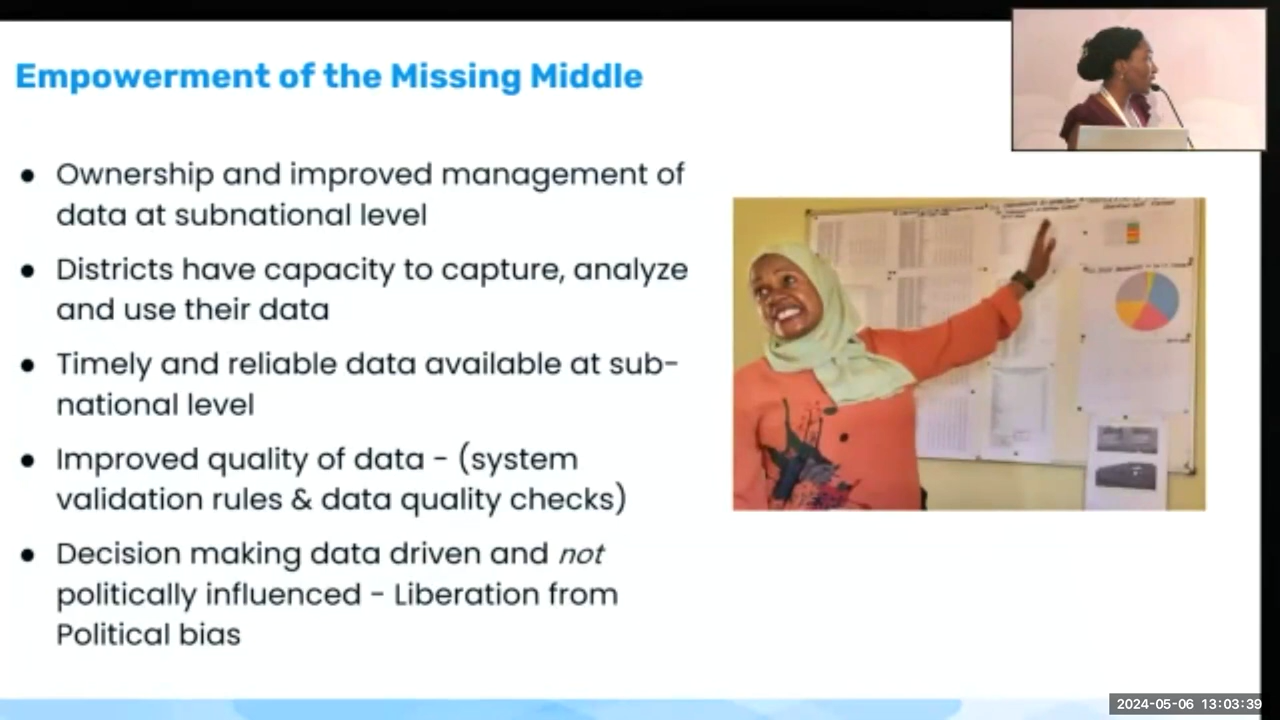 Empowerment of the Missing Middle
● Ownership and improved management of
data at subnational level
● Districts have capacity to capture, analyze
and use their data
● Timely and reliable data available at sub-
national level
● Improved quality of data - (system
validation rules & data quality checks)
● Decision making data driven and not
politically influenced - Liberation from
Political bias
2024-05-06 13:03:39